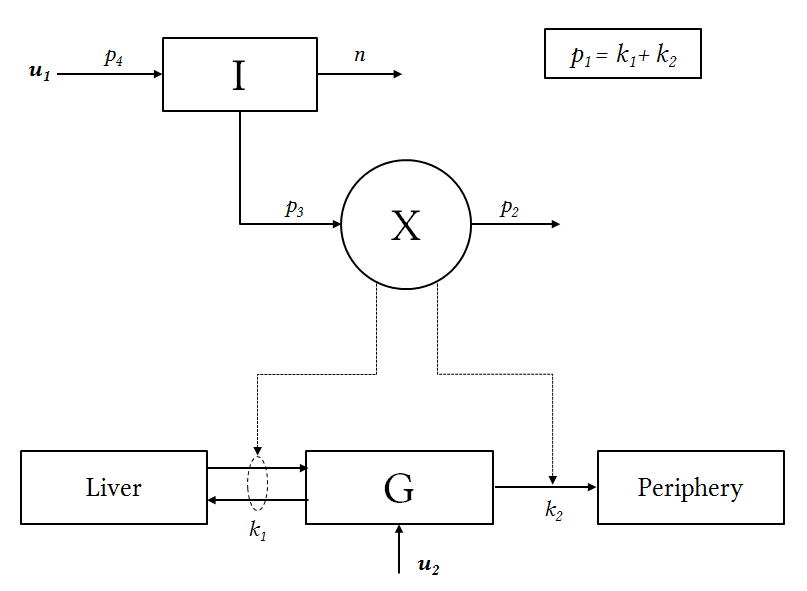 u₁
p₄
I
n
p₁ = k₁ + k₂
p₃
X
p₂
Liver
k₁
G
k₂
Periphery
u₂